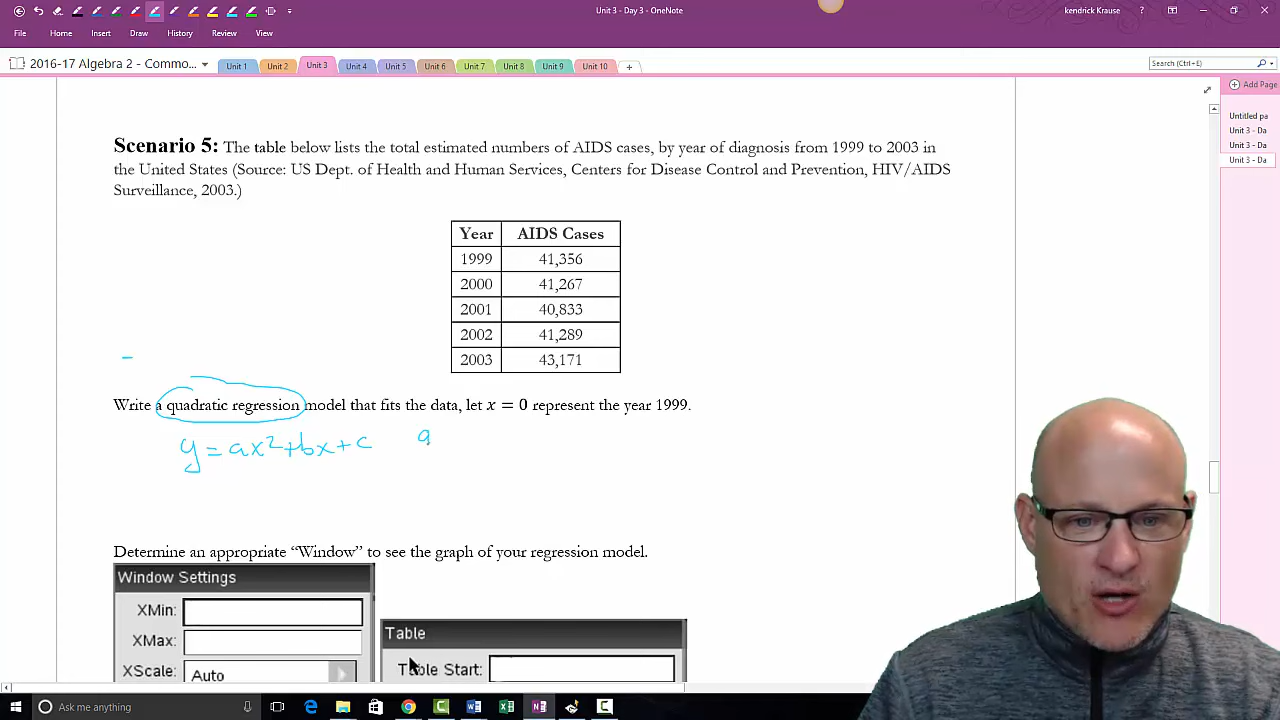 Unit 3 - Day 3 - OneNote
kendrick Krause
File Home Insert Draw History Review View
2016-17 Algebra 2 - Commo... Unit 1 Unit 2 Unit 3 Unit 4 Unit 5 Unit 6 Unit 7 Unit 8 Unit 9 Unit 10
Search (Ctrl+E)
Add Page
Untitled pa
Unit 3 - Da
Unit 3 - Da
Unit 3 - Da
Scenario 5: The table below lists the total estimated numbers of AIDS cases, by year of diagnosis from 1999 to 2003 in
the United States (Source: US Dept. of Health and Human Services, Centers for Disease Control and Prevention, HIV/AIDS
Surveillance, 2003.)
Year AIDS Cases
1999 41,356
2000 41,267
2001 40,833
2002 41,289
2003 43,171
Write a quadratic regression model that fits the data, let x = 0 represent the year 1999.
y = ax²+bx+c a
Determine an appropriate “Window” to see the graph of your regression model.
Window Settings
XMin:
XMax:
XScale: Auto
Table
Table Start:
Ask me anything